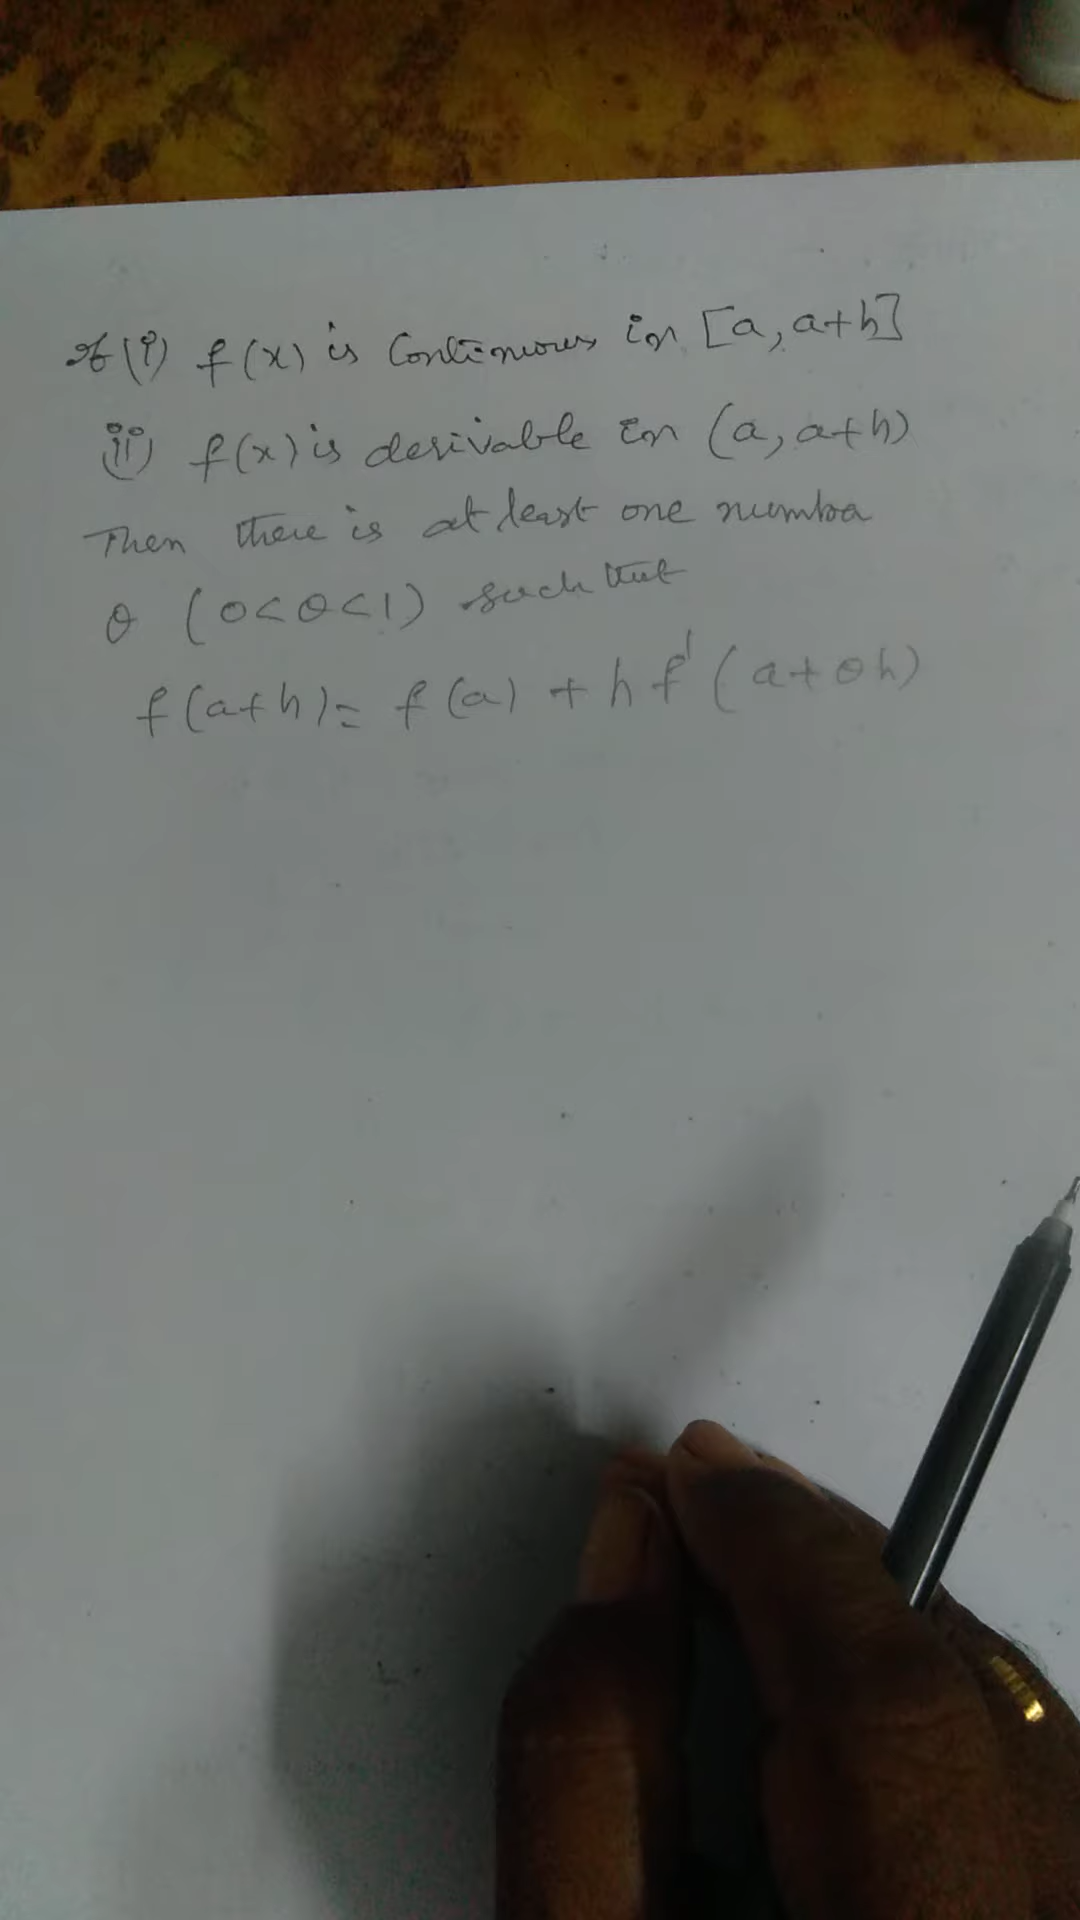 If (i) f(x) is Continuous in [a, a+h]
(ii) f(x) is derivable in (a, a+h)
Then there is at least one number
θ (0<θ<1) such that
f(a+h) = f(a) + h f'(a+θh)